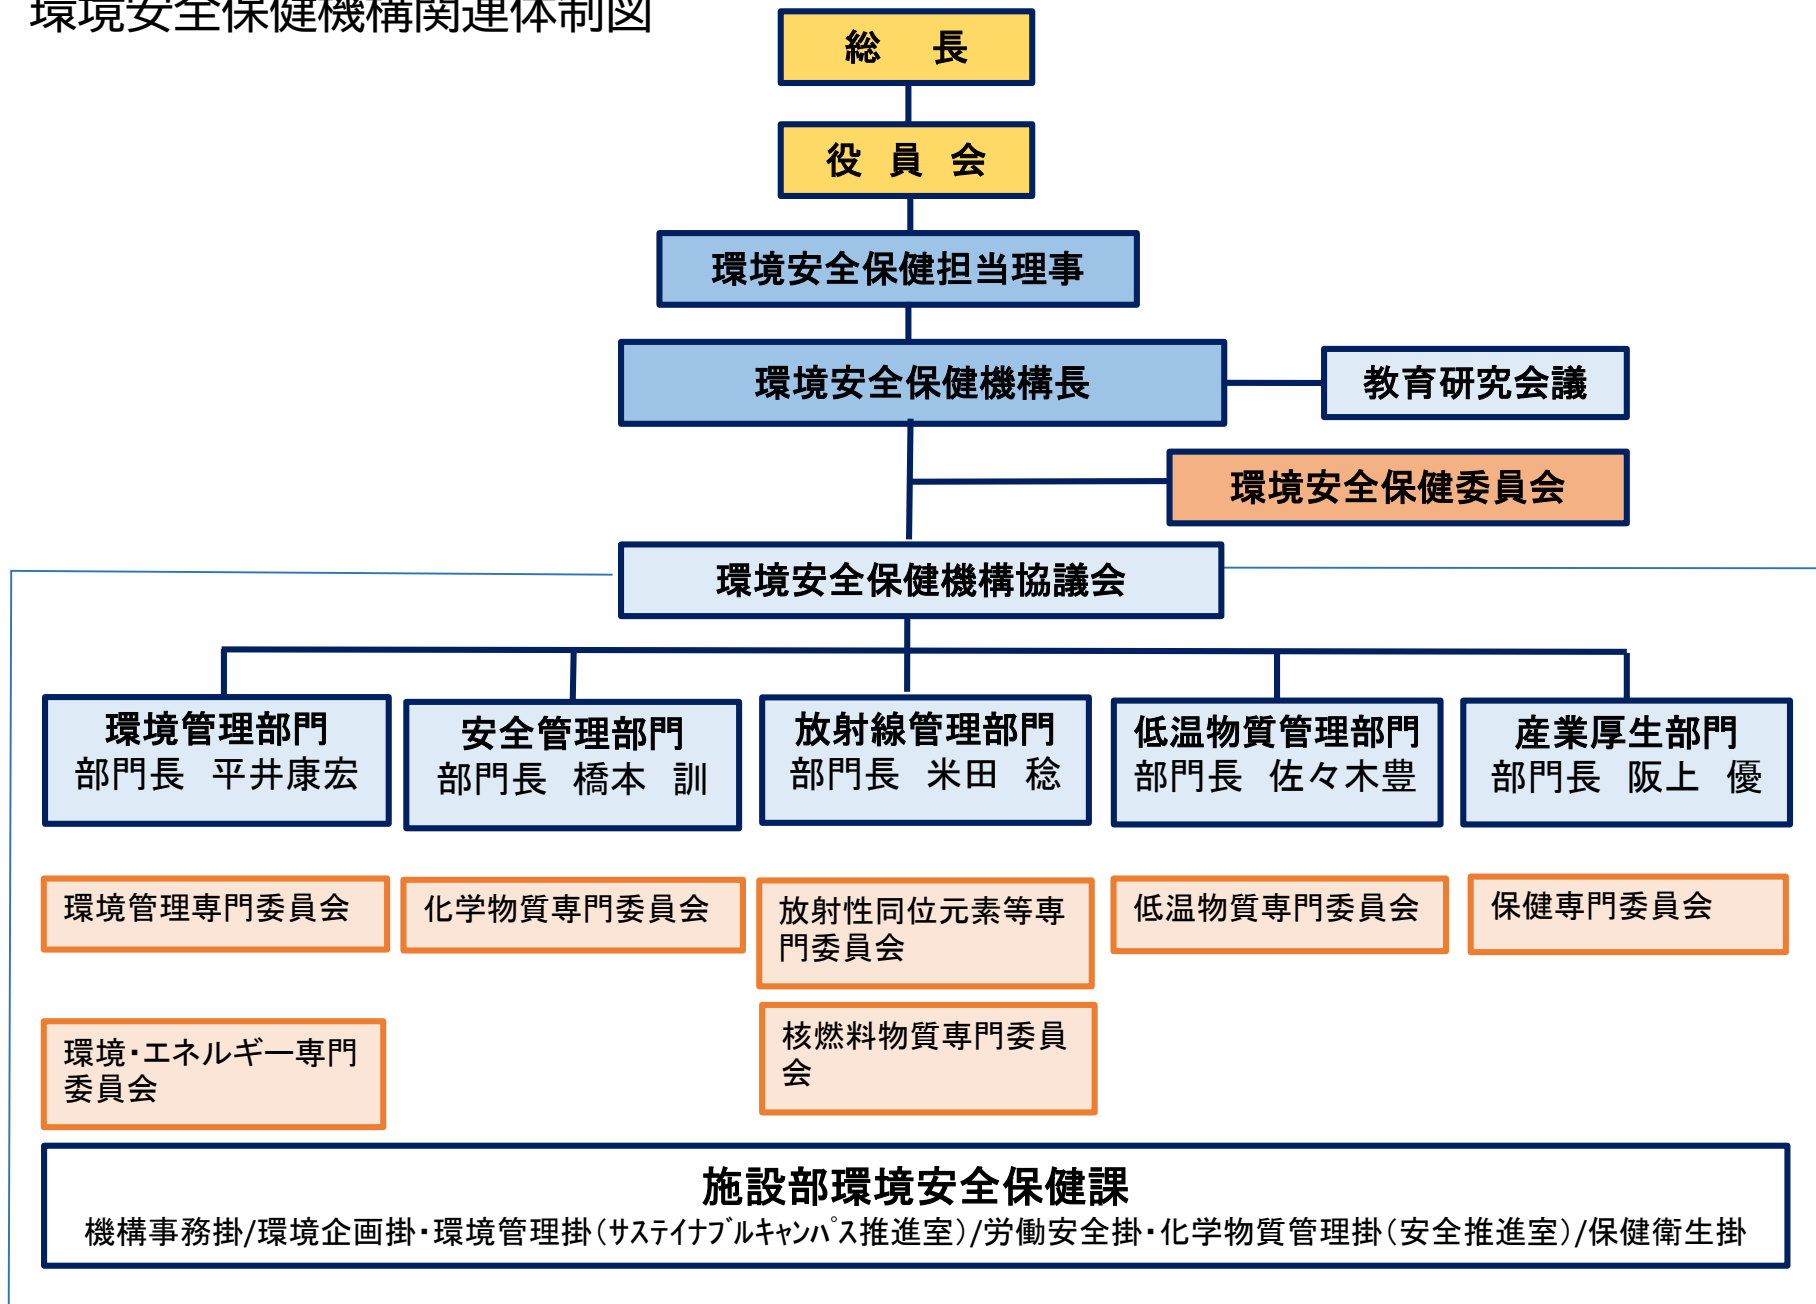 環境安全保健機構関連体制図
総　長
役　員　会
環境安全保健担当理事
環境安全保健機構長
教育研究会議
環境安全保健委員会
環境安全保健機構協議会
環境管理部門
部門長　平井康宏
安全管理部門
部門長　橋本　訓
放射線管理部門
部門長　米田　稔
低温物質管理部門
部門長　佐々木豊
産業厚生部門
部門長　阪上　優
環境管理専門委員会
化学物質専門委員会
放射性同位元素等専
門委員会
低温物質専門委員会
保健専門委員会
環境・エネルギー専門
委員会
核燃料物質専門委員
会
施設部環境安全保健課
機構事務掛/環境企画掛・環境管理掛（ｻｽﾃｲﾅﾌﾞﾙｷｬﾝﾊﾟｽ推進室）/労働安全掛・化学物質管理掛（安全推進室）/保健衛生掛